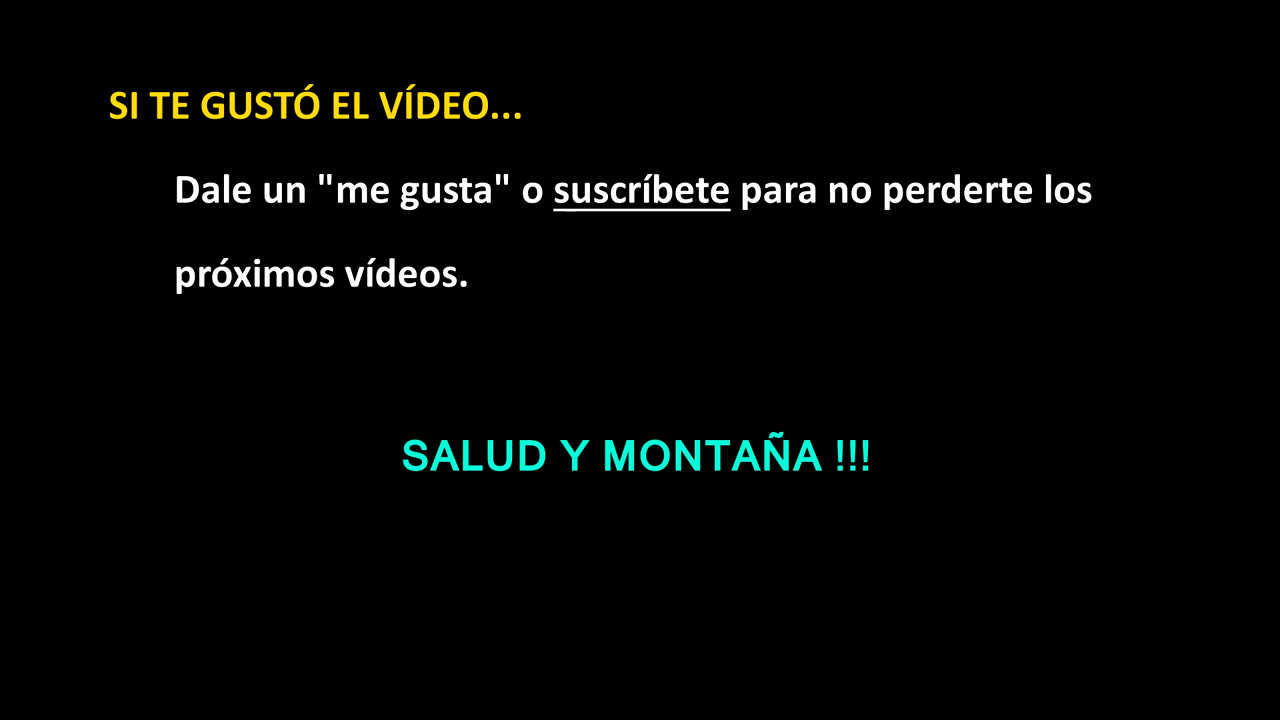 SI TE GUSTÓ EL VÍDEO...
Dale un "me gusta" o suscríbete para no perderte los
próximos vídeos.
SALUD Y MONTAÑA !!!